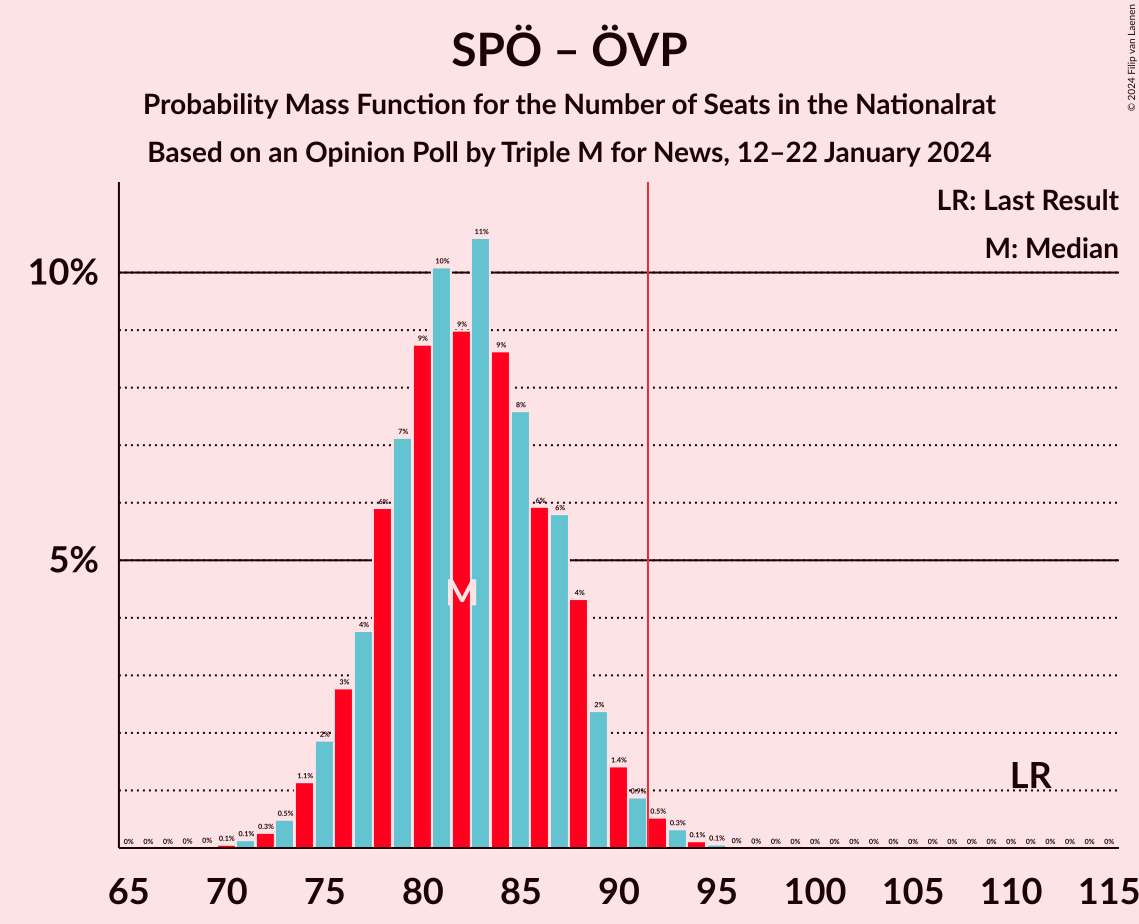 SPÖ – ÖVP
Probability Mass Function for the Number of Seats in the Nationalrat
Based on an Opinion Poll by Triple M for News, 12–22 January 2024
© 2024 Filip van Laenen
LR: Last Result
M: Median
10%
5%
0% 0% 0% 0% 0% 0.1% 0.1% 0.3% 0.5% 1.1% 2% 3% 4% 6% 7% 9% 10% 9% 11% 9% 8% 6% 6% 4% 2% 1.4% 0.9% 0.5% 0.3% 0.1% 0.1% 0% 0% 0% 0% 0% 0% 0% 0% 0% 0% 0% 0% 0% 0% 0% 0% 0% 0% 0% 0%
M
LR
65 70 75 80 85 90 95 100 105 110 115